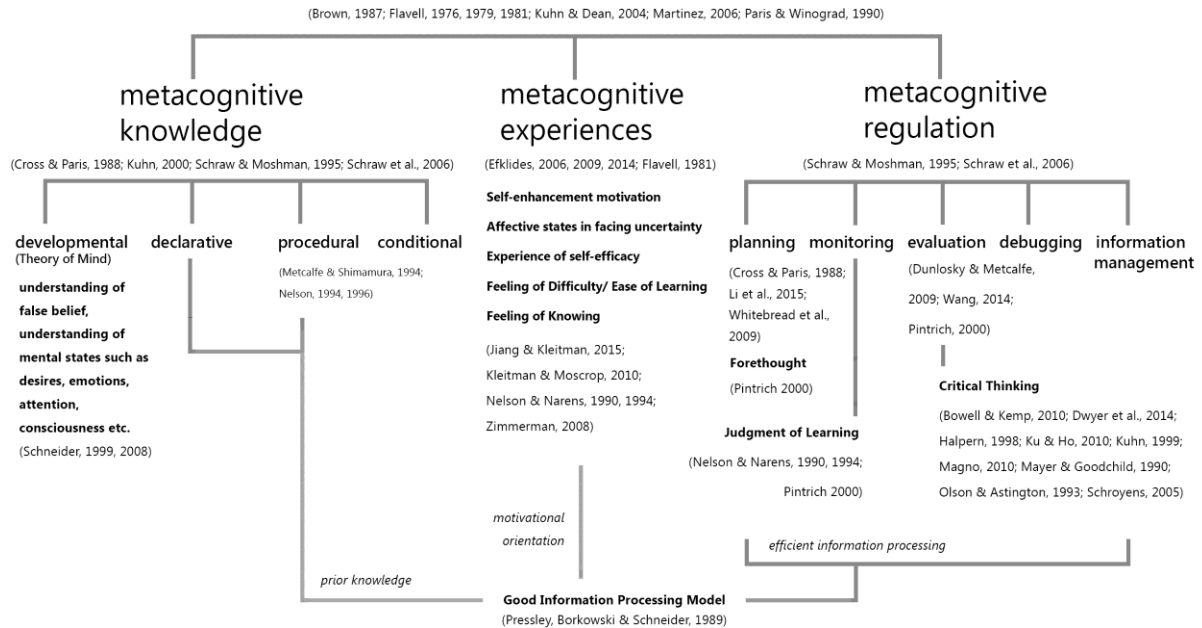 (Brown, 1987; Flavell, 1976, 1979, 1981; Kuhn & Dean, 2004; Martinez, 2006; Paris & Winograd, 1990)
metacognitive
knowledge
(Cross & Paris, 1988; Kuhn, 2000; Schraw & Moshman, 1995; Schraw et al., 2006)
developmental
(Theory of Mind)
understanding of
false belief,
understanding of
mental states such as
desires, emotions,
attention,
consciousness etc.
(Schneider, 1999, 2008)
declarative
procedural
(Metcalfe & Shimamura, 1994;
Nelson, 1994, 1996)
conditional
prior knowledge
metacognitive
experiences
(Efklides, 2006, 2009, 2014; Flavell, 1981)
Self-enhancement motivation
Affective states in facing uncertainty
Experience of self-efficacy
Feeling of Difficulty/ Ease of Learning
Feeling of Knowing
(Jiang & Kleitman, 2015;
Kleitman & Moscrop, 2010;
Nelson & Narens, 1990, 1994;
Zimmerman, 2008)
motivational
orientation
metacognitive
regulation
(Schraw & Moshman, 1995; Schraw et al., 2006)
planning
(Cross & Paris, 1988;
Li et al., 2015;
Whitebread et al.,
2009)
Forethought
(Pintrich 2000)
monitoring
Judgment of Learning
(Nelson & Narens, 1990, 1994;
Pintrich 2000)
evaluation
(Dunlosky & Metcalfe,
2009; Wang, 2014;
Pintrich, 2000)
Critical Thinking
(Bowell & Kemp, 2010; Dwyer et al., 2014;
Halpern, 1998; Ku & Ho, 2010; Kuhn, 1999;
Magno, 2010; Mayer & Goodchild, 1990;
Olson & Astington, 1993; Schroyens, 2005)
debugging
information
management
efficient information processing
Good Information Processing Model
(Pressley, Borkowski & Schneider, 1989)